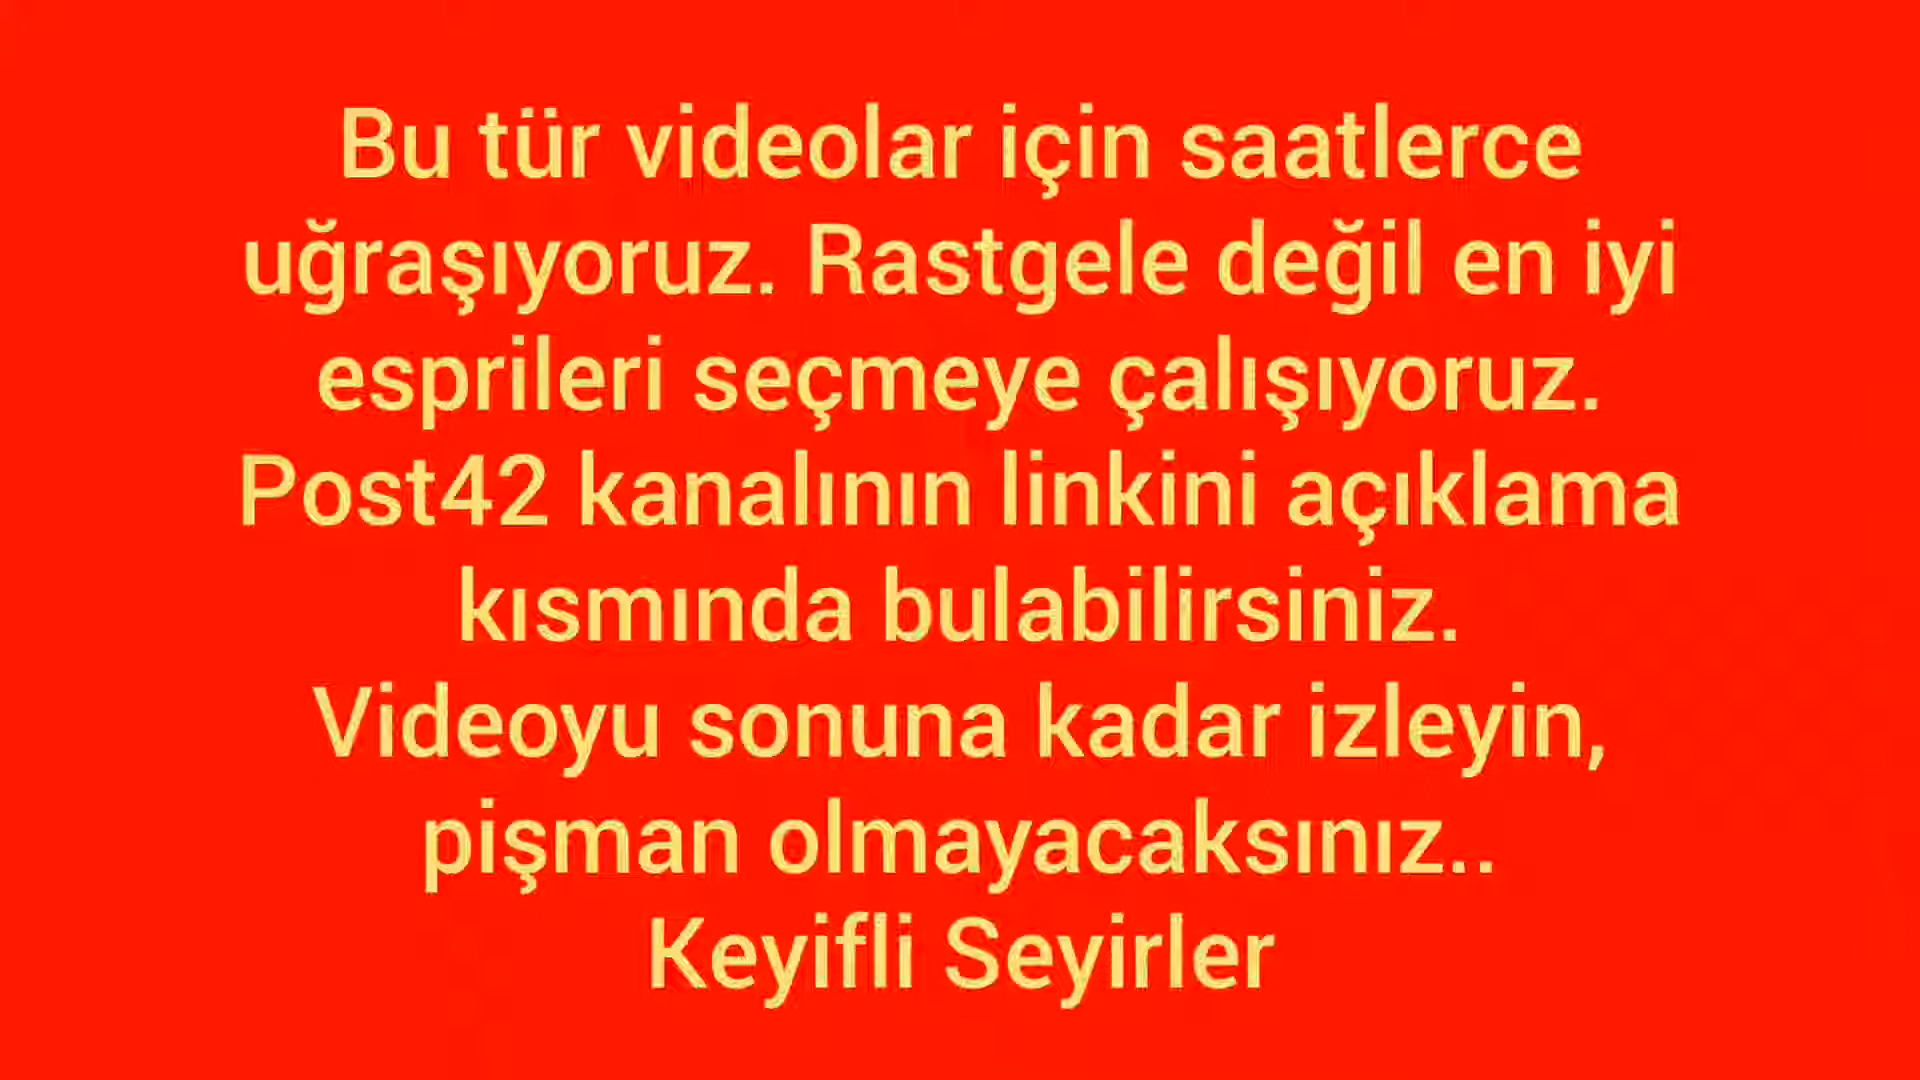 Bu tür videolar için saatlerce
uğraşıyoruz. Rastgele değil en iyi
esprileri seçmeye çalışıyoruz.
Post42 kanalının linkini açıklama
kısmında bulabilirsiniz.
Videoyu sonuna kadar izleyin,
pişman olmayacaksınız..
Keyifli Seyirler